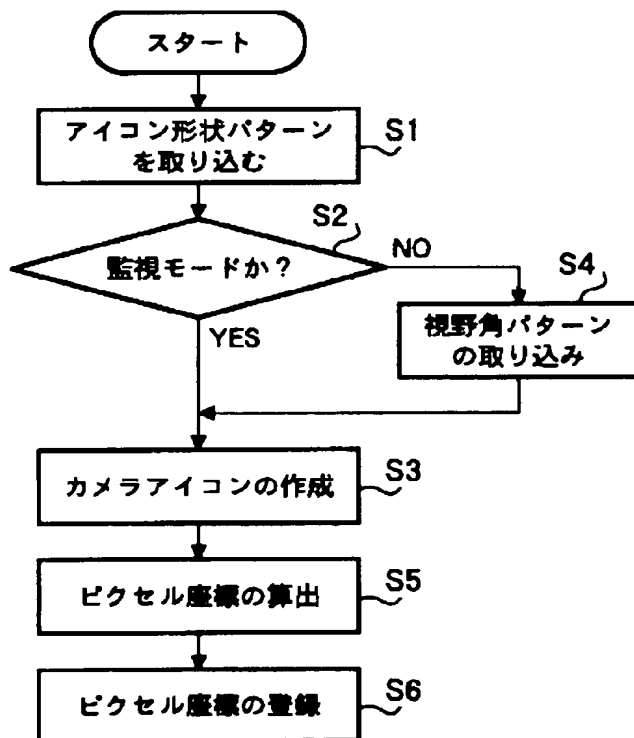 スタート
アイコン形状パターン
を取り込む
S1
S2
監視モードか?
NO
YES
S4
視野角パターン
の取り込み
カメラアイコンの作成
S3
ピクセル座標の算出
S5
ピクセル座標の登録
S6